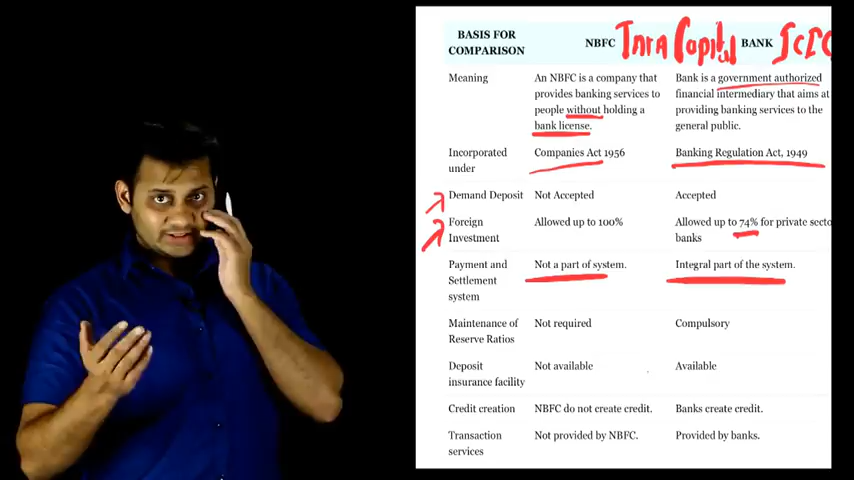 BASIS FOR
COMPARISON
NBFC Tara Capital BANK
Meaning
An NBFC is a company that
provides banking services to
people without holding a
bank license.
Bank is a government authorized
financial intermediary that aims at
providing banking services to the
general public.
Incorporated
under
Companies Act 1956
Banking Regulation Act, 1949
Demand Deposit
Not Accepted
Accepted
Foreign
Investment
Allowed up to 100%
Allowed up to 74% for private secto
banks
Payment and
Settlement
system
Not a part of system.
Integral part of the system.
Maintenance of
Reserve Ratios
Not required
Compulsory
Deposit
insurance facility
Not available
Available
Credit creation
NBFC do not create credit.
Banks create credit.
Transaction
services
Not provided by NBFC.
Provided by banks.